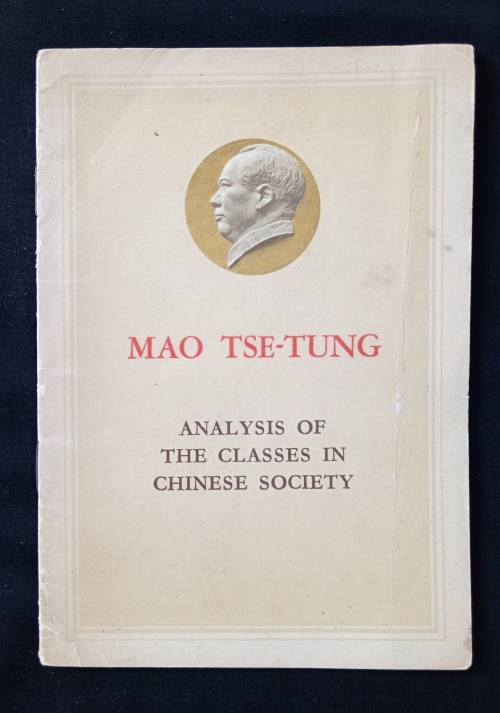 MAO TSE-TUNG
ANALYSIS OF
THE CLASSES IN
CHINESE SOCIETY